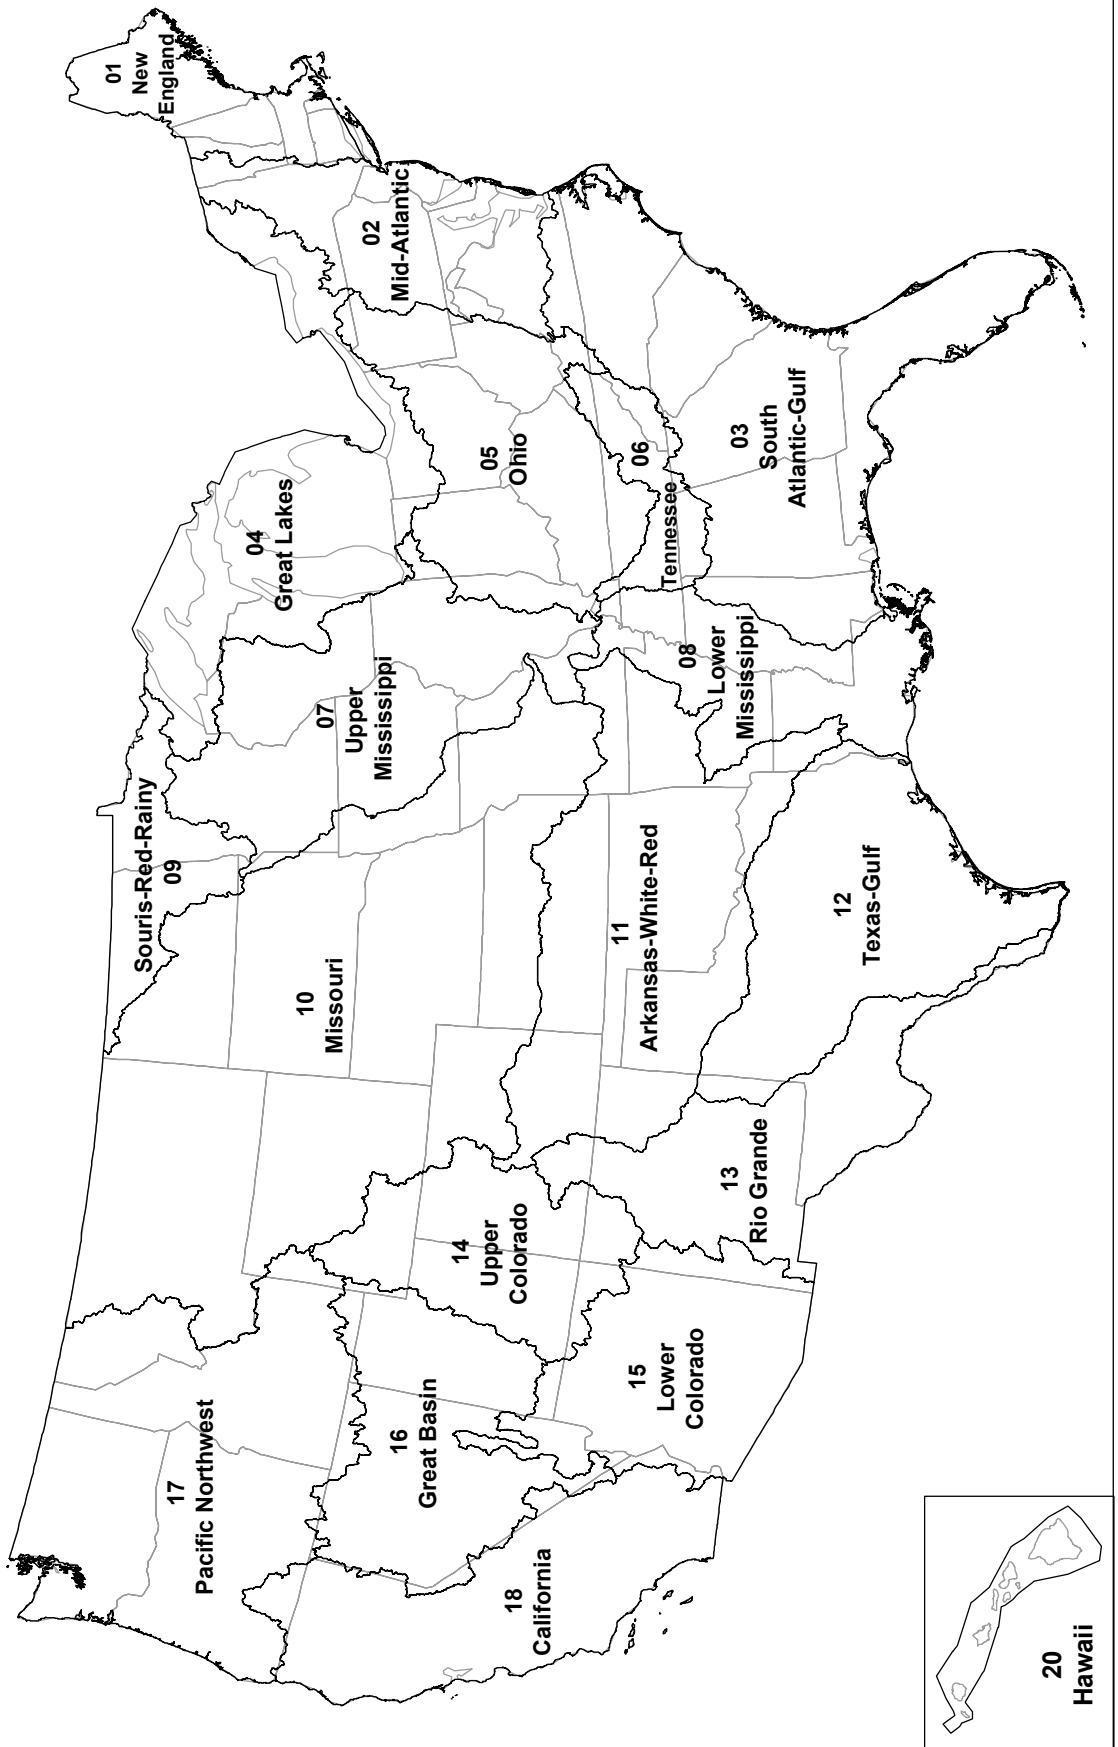 01
New
England
02
Mid-Atlantic
03
South
Atlantic-Gulf
04
Great Lakes
05
Ohio
06
Tennessee
07
Upper
Mississippi
08
Lower
Mississippi
Souris-Red-Rainy
09
10
Missouri
11
Arkansas-White-Red
12
Texas-Gulf
13
Rio Grande
14
Upper
Colorado
15
Lower
Colorado
16
Great Basin
17
Pacific Northwest
18
California
20
Hawaii